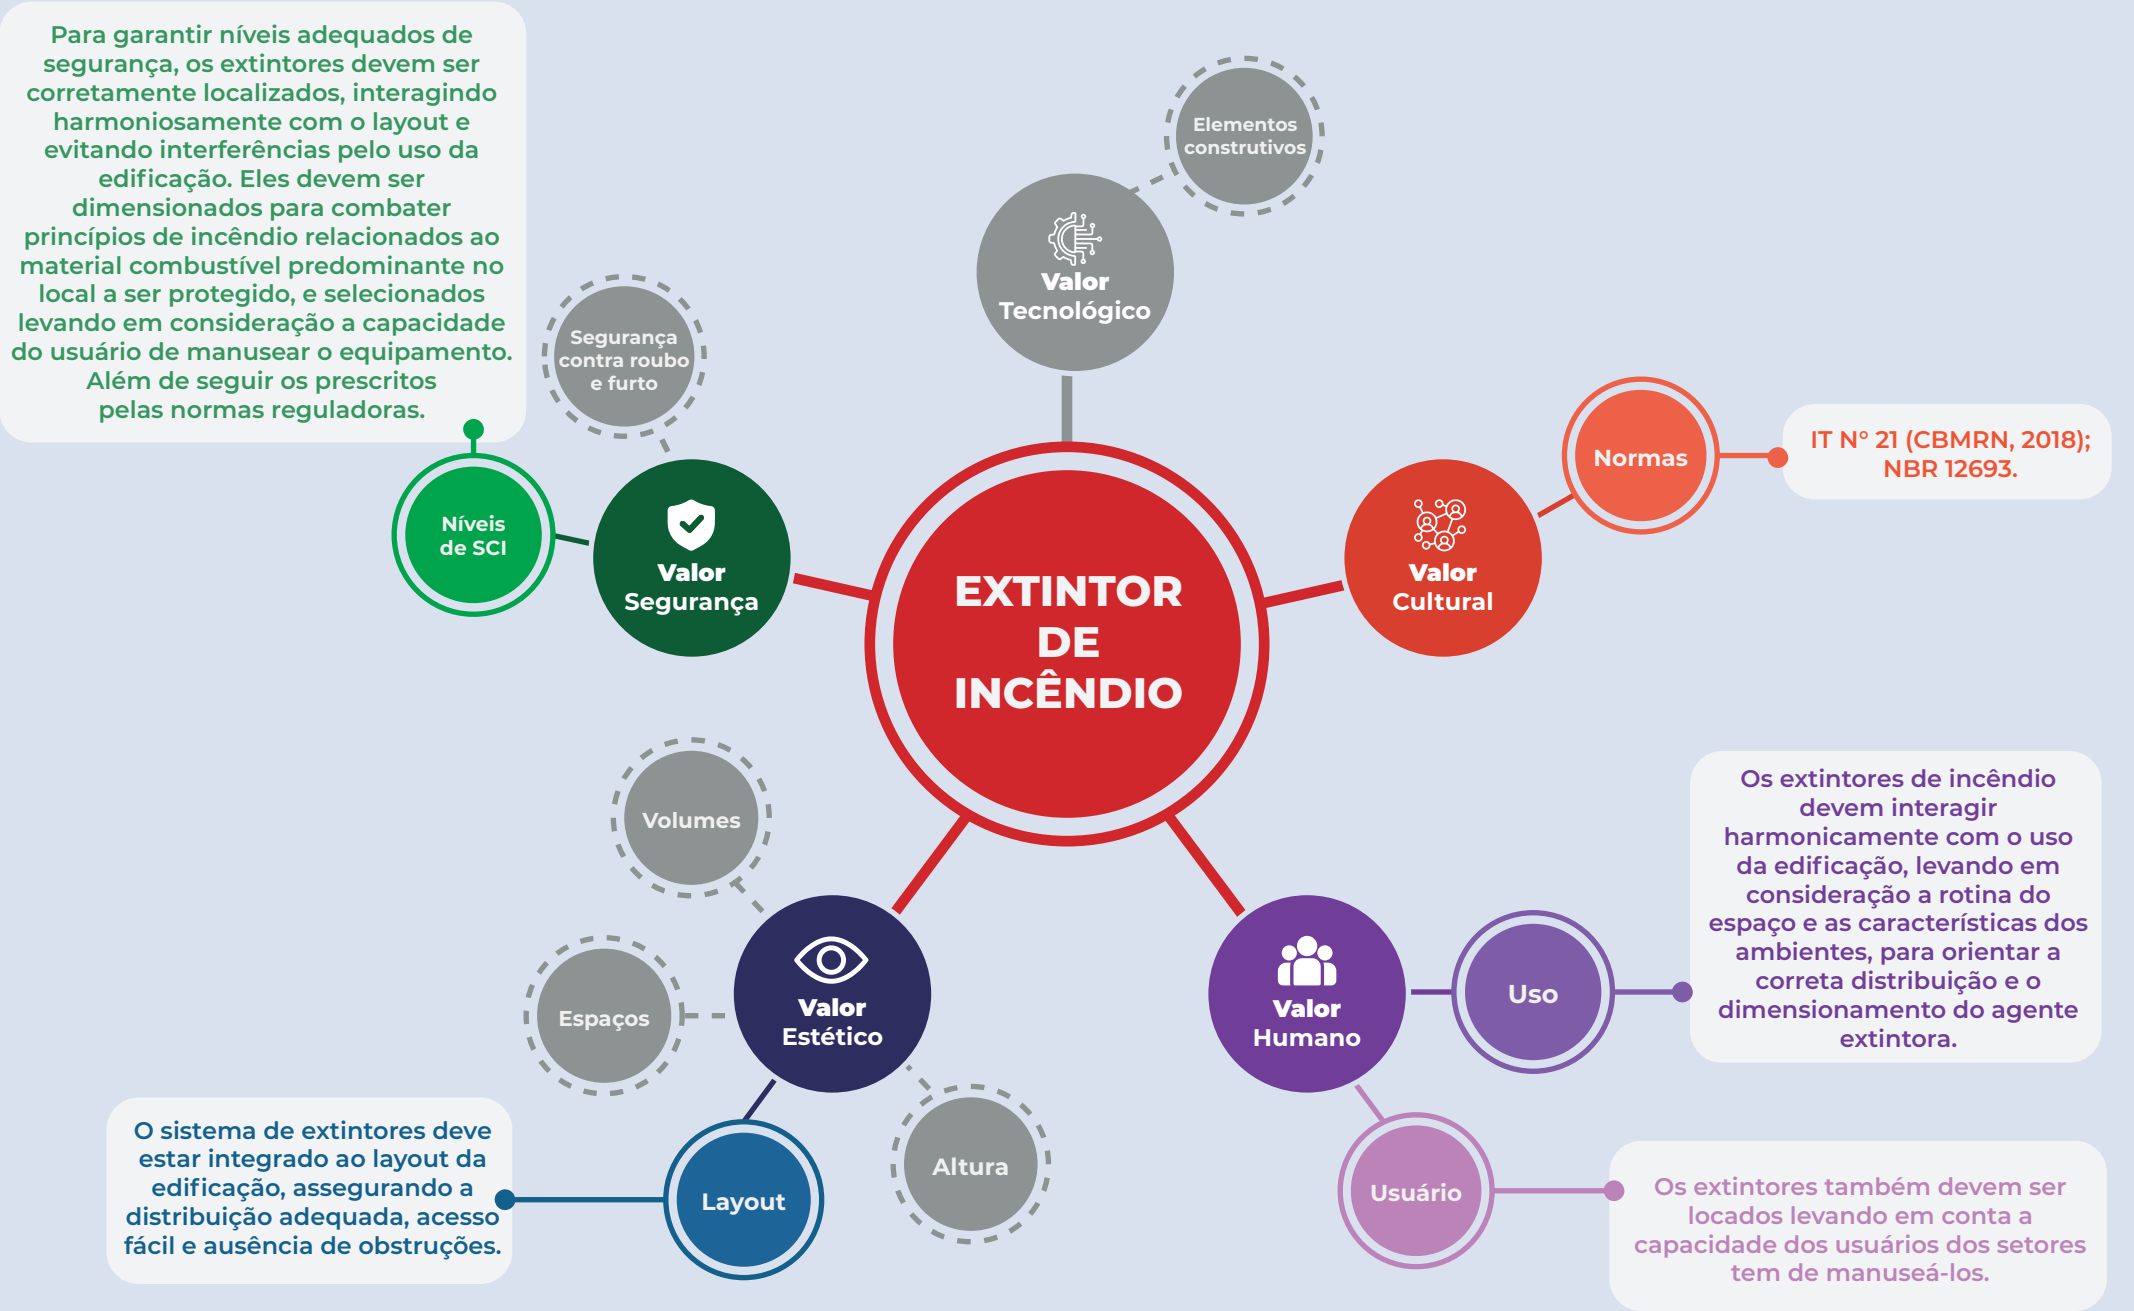 Para garantir níveis adequados de
segurança, os extintores devem ser
corretamente localizados, interagindo
harmoniosamente com o layout e
evitando interferências pelo uso da
edificação. Eles devem ser
dimensionados para combater
princípios de incêndio relacionados ao
material combustível predominante no
local a ser protegido, e selecionados
levando em consideração a capacidade
do usuário de manusear o equipamento.
Além de seguir os prescritos
pelas normas reguladoras.
Elementos
construtivos
Valor
Tecnológico
Segurança
contra roubo
e furto
Níveis
de SCI
Valor
Segurança
EXTINTOR
DE
INCÊNDIO
Valor
Cultural
Normas
IT N° 21 (CBMRN, 2018);
NBR 12693.
Volumes
Espaços
Valor
Estético
Altura
Layout
O sistema de extintores deve
estar integrado ao layout da
edificação, assegurando a
distribuição adequada, acesso
fácil e ausência de obstruções.
Valor
Humano
Uso
Os extintores de incêndio
devem interagir
harmonicamente com o uso
da edificação, levando em
consideração a rotina do
espaço e as características dos
ambientes, para orientar a
correta distribuição e o
dimensionamento do agente
extintora.
Usuário
Os extintores também devem ser
locados levando em conta a
capacidade dos usuários dos setores
tem de manuseá-los.